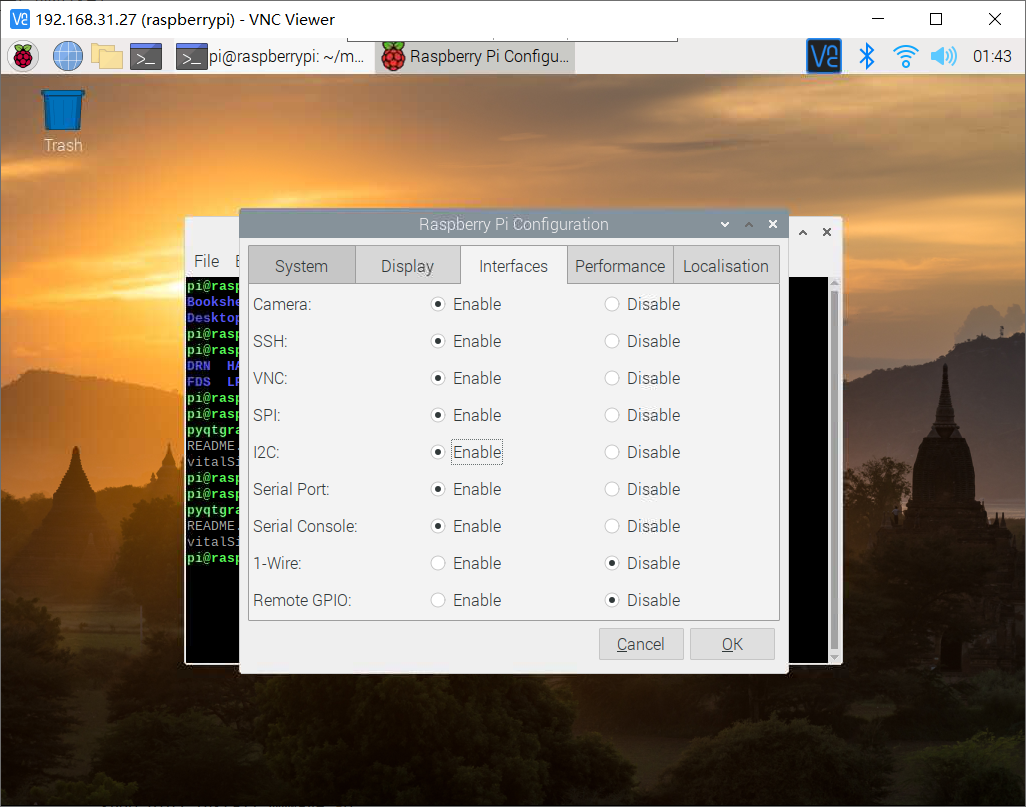 192.168.31.27 (raspberrypi) - VNC Viewer
pi@raspberrypi: ~/m... Raspberry Pi Configu... 01:43
Trash
Raspberry Pi Configuration
File
System Display Interfaces Performance Localisation
Camera: Enable Disable
SSH: Enable Disable
VNC: Enable Disable
SPI: Enable Disable
I2C: Enable Disable
Serial Port: Enable Disable
Serial Console: Enable Disable
1-Wire: Enable Disable
Remote GPIO: Enable Disable
Cancel OK
pi@rasp
Bookshe
Desktop
pi@rasp
pi@rasp
DRN HA
FDS LP
pi@rasp
pi@rasp
pyqtgra
README.
vitalSi
pi@rasp
pi@rasp
pyqtgra
README.
vitalSi
pi@rasp